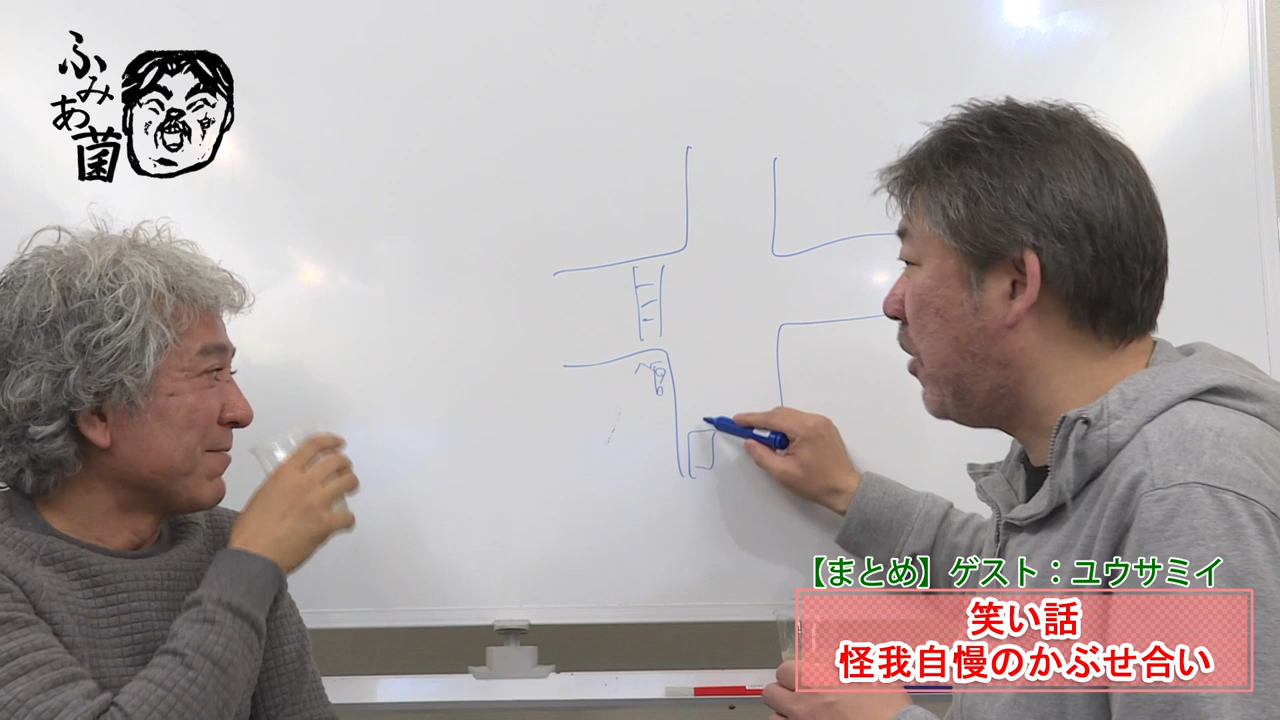 ふみあ菌
【まとめ】ゲスト：ユウサミイ
笑い話
怪我自慢のかぶせ合い